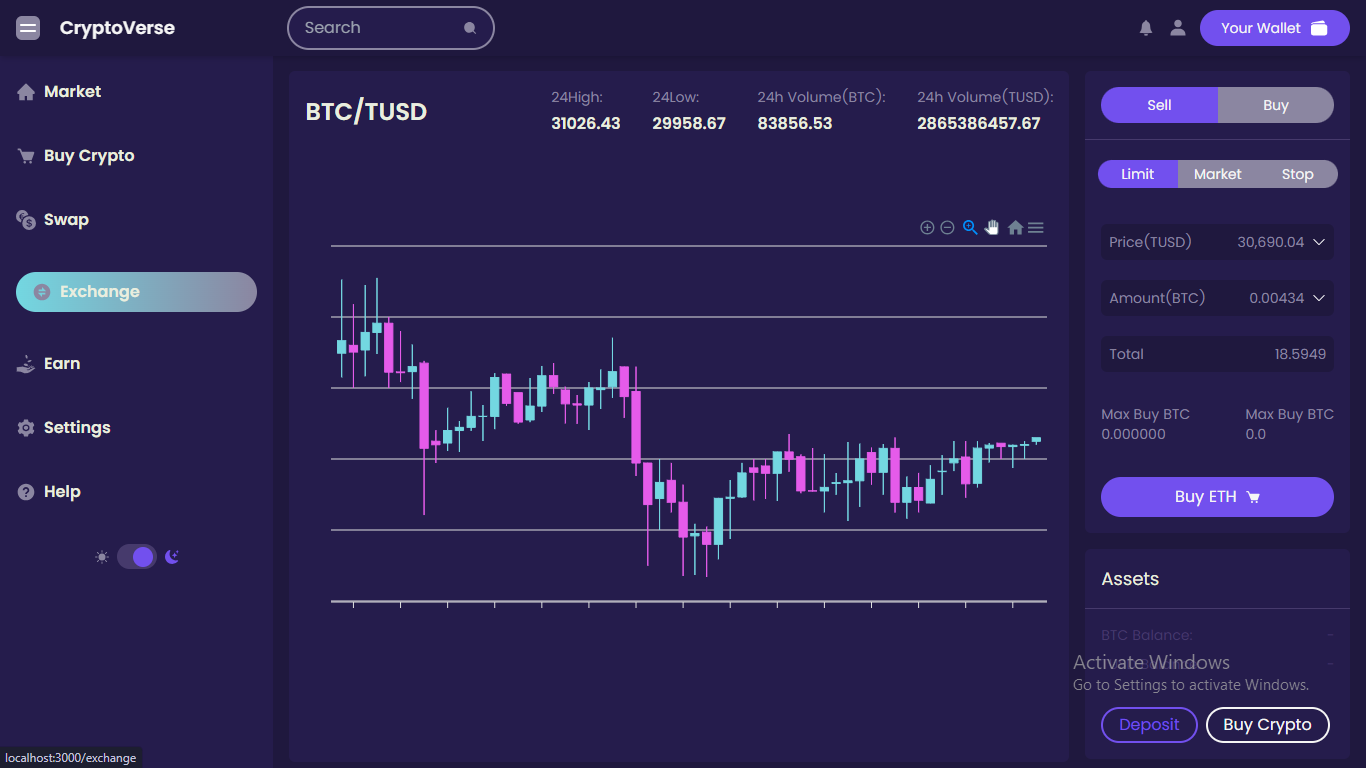 CryptoVerse
Search
Your Wallet
Market
Buy Crypto
Swap
Exchange
Earn
Settings
Help
BTC/TUSD
24High: 24Low: 24h Volume(BTC): 24h Volume(TUSD):
31026.43 29958.67 83856.53 2865386457.67
Sell Buy
Limit Market Stop
Price(TUSD) 30,690.04
Amount(BTC) 0.00434
Total 18.5949
Max Buy BTC Max Buy BTC
0.000000 0.0
Buy ETH
Assets
BTC Balance: -
-
Activate Windows
Go to Settings to activate Windows.
Deposit Buy Crypto
localhost:3000/exchange